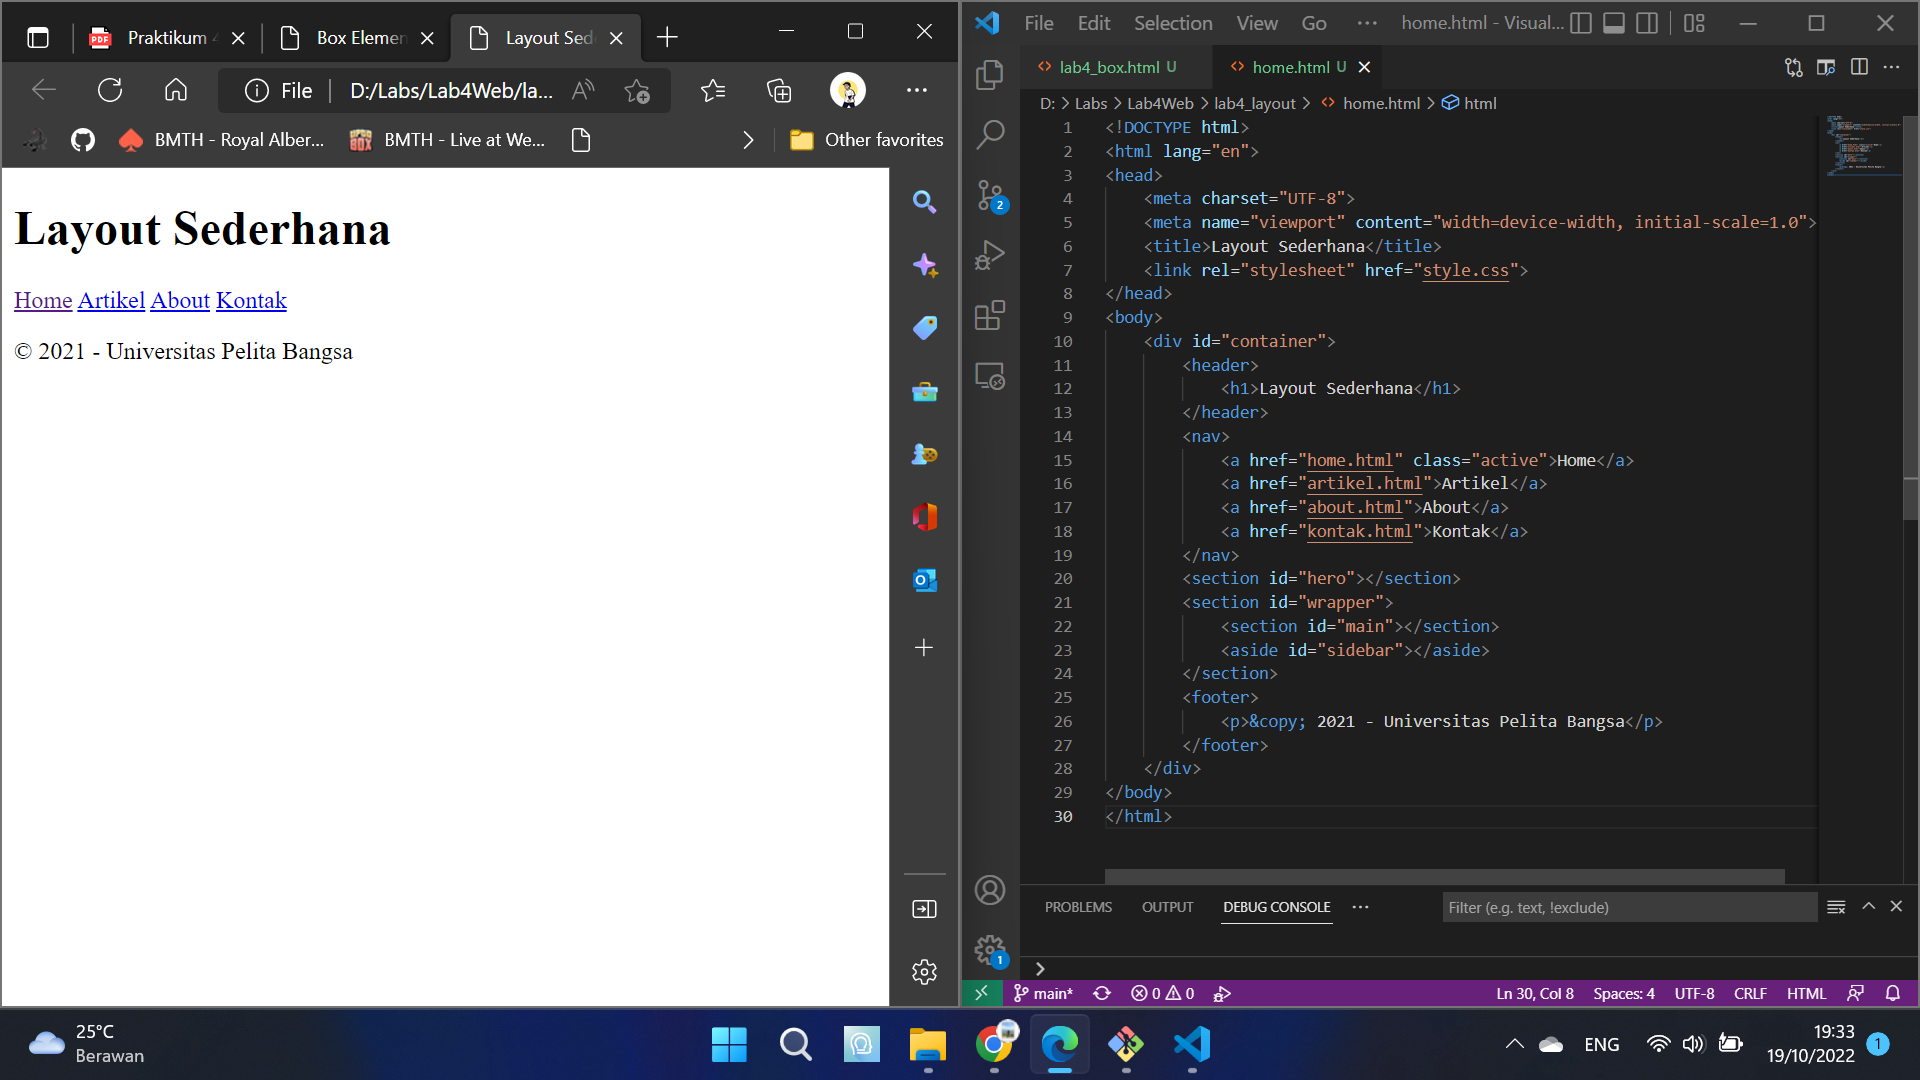 Praktikum 4
Box Elemen
Layout Sed
File
D:/Labs/Lab4Web/la...
BMTH - Royal Alber...
BMTH - Live at We...
Other favorites
Layout Sederhana
Home Artikel About Kontak
© 2021 - Universitas Pelita Bangsa
File Edit Selection View Go ··· home.html - Visual...
lab4_box.html U
home.html U
D: > Labs > Lab4Web > lab4_layout > home.html > html
1 <!DOCTYPE html>
2 <html lang="en">
3 <head>
4 <meta charset="UTF-8">
5 <meta name="viewport" content="width=device-width, initial-scale=1.0">
6 <title>Layout Sederhana</title>
7 <link rel="stylesheet" href="style.css">
8 </head>
9 <body>
10 <div id="container">
11 <header>
12 <h1>Layout Sederhana</h1>
13 </header>
14 <nav>
15 <a href="home.html" class="active">Home</a>
16 <a href="artikel.html">Artikel</a>
17 <a href="about.html">About</a>
18 <a href="kontak.html">Kontak</a>
19 </nav>
20 <section id="hero"></section>
21 <section id="wrapper">
22 <section id="main"></section>
23 <aside id="sidebar"></aside>
24 </section>
25 <footer>
26 <p>&copy; 2021 - Universitas Pelita Bangsa</p>
27 </footer>
28 </div>
29 </body>
30 </html>
2
1
PROBLEMS OUTPUT DEBUG CONSOLE ··· Filter (e.g. text, !exclude)
main* 0 0 Ln 30, Col 8 Spaces: 4 UTF-8 CRLF HTML
25°C
Berawan
ENG
19:33
19/10/2022
1